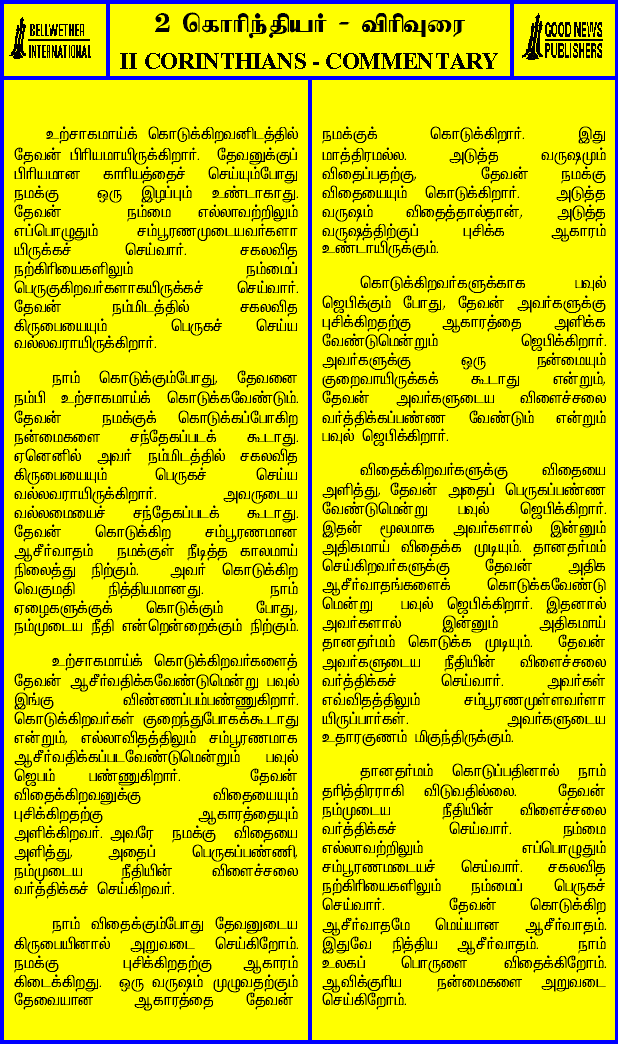 BELLWETHER
INTERNATIONAL
2 கொரிந்தியர் - விரிவுரை
II CORINTHIANS - COMMENTARY
GOOD NEWS
PUBLISHERS
உற்சாகமாய்க் கொடுக்கிறவனிடத்தில்
தேவன் பிரியமாயிருக்கிறார். தேவனுக்குப்
பிரியமான காரியத்தைச் செய்யும்போது
நமக்கு ஒரு இழப்பும் உண்டாகாது.
தேவன் நம்மை எல்லாவற்றிலும்
எப்பொழுதும் சம்பூரணமுடையவர்களா
யிருக்கச் செய்வார். சகலவித
நற்கிரியைகளிலும் நம்மைப்
பெருகுகிறவர்களாகயிருக்கச் செய்வார்.
தேவன் நம்மிடத்தில் சகலவித
கிருபையையும் பெருகச் செய்ய
வல்லவராயிருக்கிறார்.
நாம் கொடுக்கும்போது, தேவனை
நம்பி உற்சாகமாய்க் கொடுக்கவேண்டும்.
தேவன் நமக்குக் கொடுக்கப்போகிற
நன்மைகளை சந்தேகப்படக் கூடாது.
ஏனெனில் அவர் நம்மிடத்தில் சகலவித
கிருபையையும் பெருகச் செய்ய
வல்லவராயிருக்கிறார். அவருடைய
வல்லமையைச் சந்தேகப்படக் கூடாது.
தேவன் கொடுக்கிற சம்பூரணமான
ஆசீர்வாதம் நமக்குள் நீடித்த காலமாய்
நிலைத்து நிற்கும். அவர் கொடுக்கிற
வெகுமதி நித்தியமானது. நாம்
ஏழைகளுக்குக் கொடுக்கும் போது,
நம்முடைய நீதி என்றென்றைக்கும் நிற்கும்.
உற்சாகமாய்க் கொடுக்கிறவர்களைத்
தேவன் ஆசீர்வதிக்கவேண்டுமென்று பவுல்
இங்கு விண்ணப்பம்பண்ணுகிறார்.
கொடுக்கிறவர்கள் குறைந்துபோகக்கூடாது
என்றும், எல்லாவிதத்திலும் சம்பூரணமாக
ஆசீர்வதிக்கப்படவேண்டுமென்றும் பவுல்
ஜெபம் பண்ணுகிறார். தேவன்
விதைக்கிறவனுக்கு விதையையும்
புசிக்கிறதற்கு ஆகாரத்தையும்
அளிக்கிறவர். அவரே நமக்கு விதையை
அளித்து, அதைப் பெருகப்பண்ணி,
நம்முடைய நீதியின் விளைச்சலை
வர்த்திக்கச் செய்கிறவர்.
நாம் விதைக்கும்போது தேவனுடைய
கிருபையினால் அறுவடை செய்கிறோம்.
நமக்கு புசிக்கிறதற்கு ஆகாரம்
கிடைக்கிறது. ஒரு வருஷம் முழுவதற்கும்
தேவையான ஆகாரத்தை தேவன்
நமக்குக் கொடுக்கிறார். இது
மாத்திரமல்ல. அடுத்த வருஷமும்
விதைப்பதற்கு, தேவன் நமக்கு
விதையையும் கொடுக்கிறார். அடுத்த
வருஷம் விதைத்தால்தான், அடுத்த
வருஷத்திற்குப் புசிக்க ஆகாரம்
உண்டாயிருக்கும்.
கொடுக்கிறவர்களுக்காக பவுல்
ஜெபிக்கும் போது, தேவன் அவர்களுக்கு
புசிக்கிறதற்கு ஆகாரத்தை அளிக்க
வேண்டுமென்றும் ஜெபிக்கிறார்.
அவர்களுக்கு ஒரு நன்மையும்
குறைவாயிருக்கக் கூடாது என்றும்,
தேவன் அவர்களுடைய விளைச்சலை
வர்த்திக்கப்பண்ண வேண்டும் என்றும்
பவுல் ஜெபிக்கிறார்.
விதைக்கிறவர்களுக்கு விதையை
அளித்து, தேவன் அதைப் பெருகப்பண்ண
வேண்டுமென்று பவுல் ஜெபிக்கிறார்.
இதன் மூலமாக அவர்களால் இன்னும்
அதிகமாய் விதைக்க முடியும். தானதர்மம்
செய்கிறவர்களுக்கு தேவன் அதிக
ஆசீர்வாதங்களைக் கொடுக்கவேண்டு
மென்று பவுல் ஜெபிக்கிறார். இதனால்
அவர்களால் இன்னும் அதிகமாய்
தானதர்மம் கொடுக்க முடியும். தேவன்
அவர்களுடைய நீதியின் விளைச்சலை
வர்த்திக்கச் செய்வார். அவர்கள்
எவ்விதத்திலும் சம்பூரணமுள்ளவர்ளா
யிருப்பார்கள். அவர்களுடைய
உதாரகுணம் மிகுந்திருக்கும்.
தானதர்மம் கொடுப்பதினால் நாம்
தரித்திரராகி விடுவதில்லை. தேவன்
நம்முடைய நீதியின் விளைச்சலை
வர்த்திக்கச் செய்வார். நம்மை
எல்லாவற்றிலும் எப்பொழுதும்
சம்பூரணமடையச் செய்வார். சகலவித
நற்கிரியைகளிலும் நம்மைப் பெருகச்
செய்வார். தேவன் கொடுக்கிற
ஆசீர்வாதமே மெய்யான ஆசீர்வாதம்.
இதுவே நித்திய ஆசீர்வாதம். நாம்
உலகப் பொருளை விதைக்கிறோம்.
ஆவிக்குரிய நன்மைகளை அறுவடை
செய்கிறோம்.